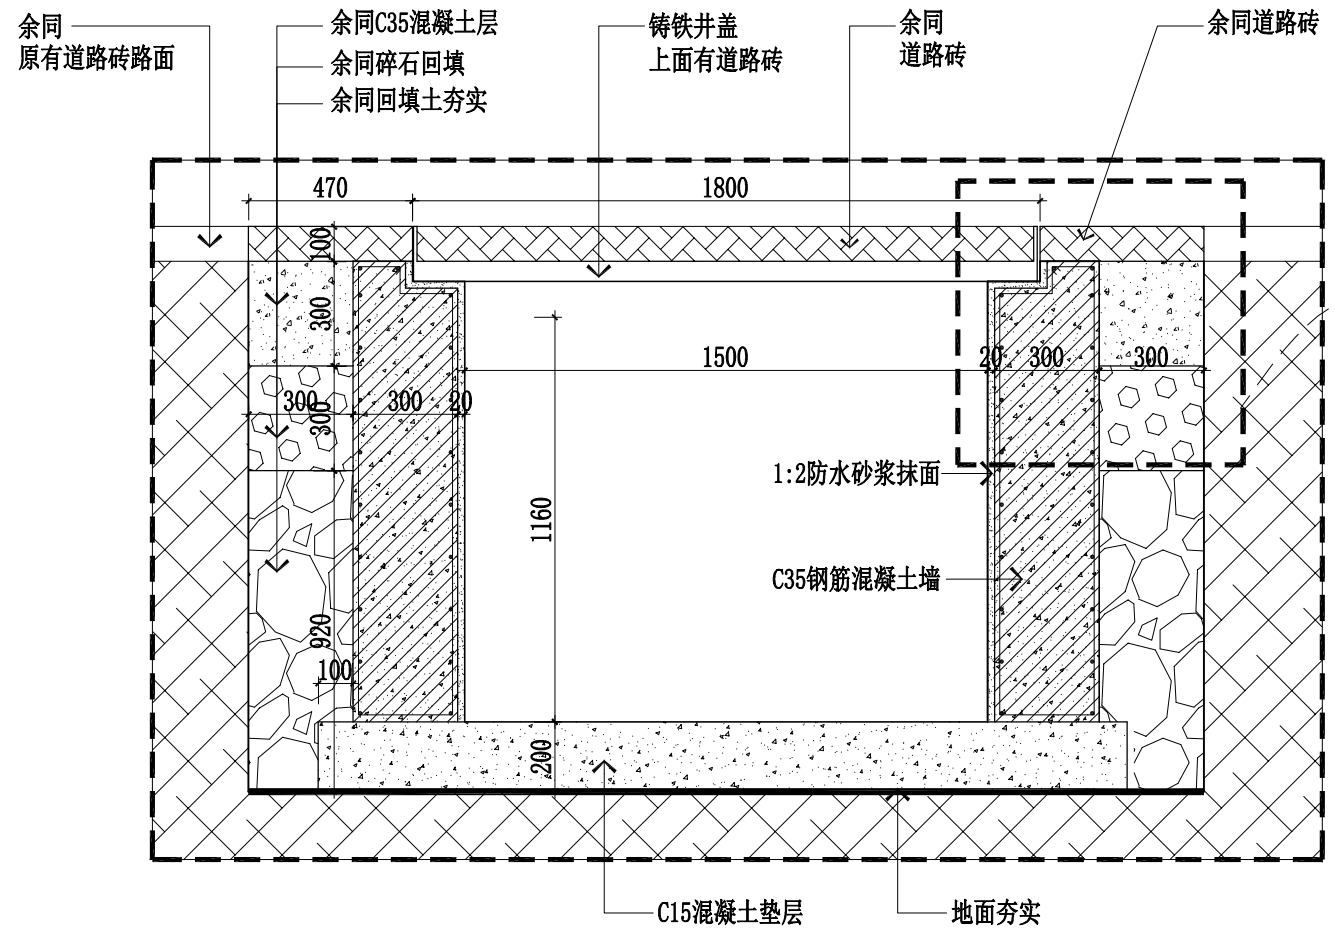 余同
原有道路砖路面
余同C35混凝土层
余同碎石回填
余同回填土夯实
铸铁井盖
上面有道路砖
余同
道路砖
余同道路砖
470
1800
100
300
1500
20
300
300
300
300
300
20
1:2防水砂浆抹面
1160
C35钢筋混凝土墙
920
100
200
C15混凝土垫层
地面夯实